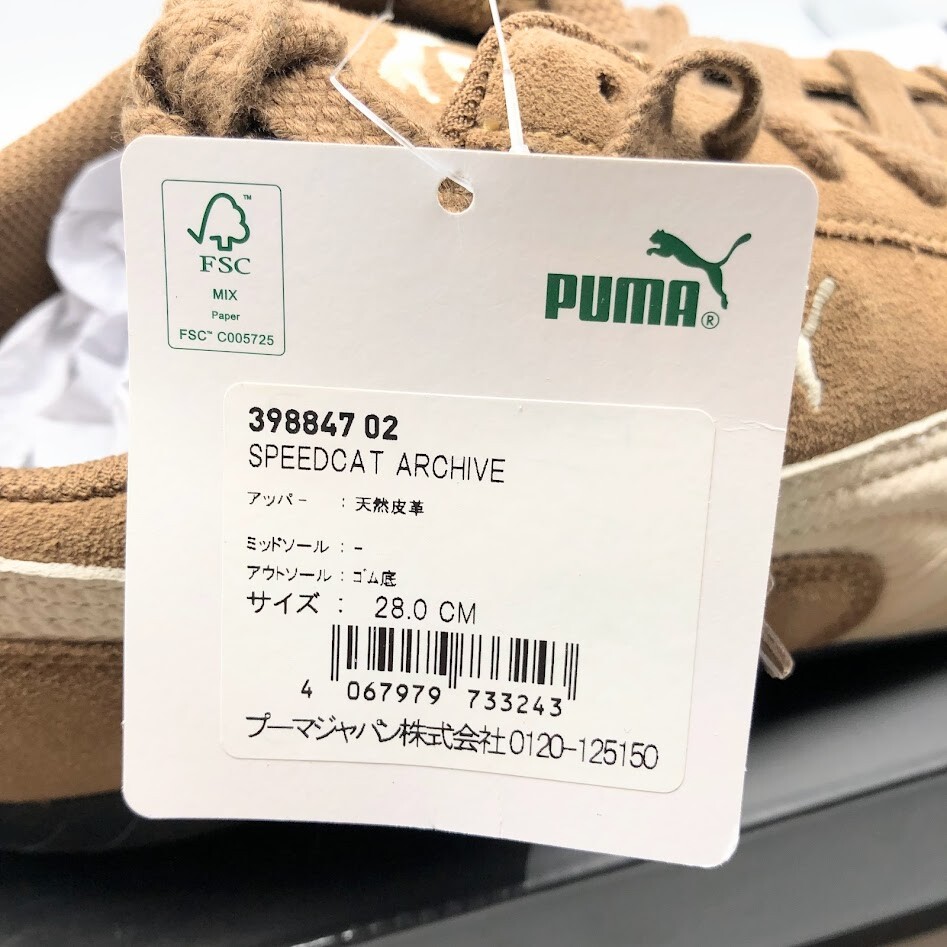 FSC™
MIX
Paper
FSC™ C005725
PUMA®
398847 02
SPEEDCAT ARCHIVE
アッパー : 天然皮革
ミッドソール : -
アウトソール : ゴム底
サイズ : 28.0 CM
4 067979 733243
プーマジャパン株式会社 0120-125150